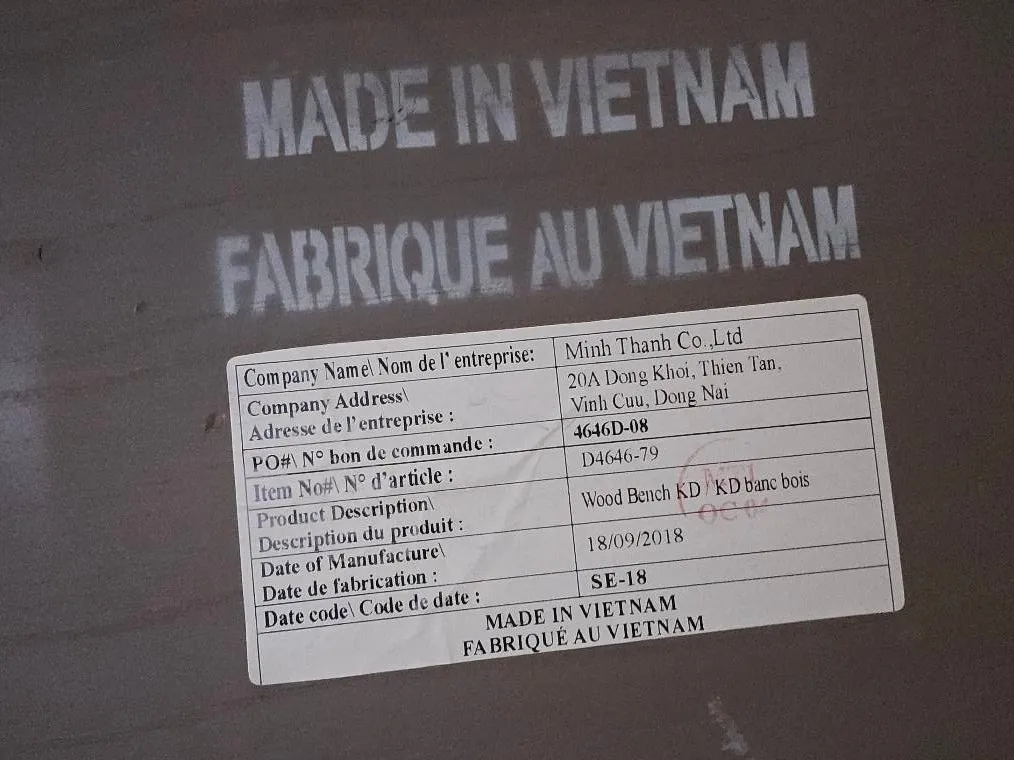 MADE IN VIETNAM
FABRIQUE AU VIETNAM
Company Name\ Nom de l' entreprise: Minh Thanh Co.,Ltd
Company Address\
Adresse de l'entreprise :
20A Dong Khoi, Thien Tan,
Vinh Cuu, Dong Nai
PO#\ N° bon de commande : 4646D-08
Item No#\ N° d'article : D4646-79
Product Description\
Description du produit :
Wood Bench KD / KD banc bois
Date of Manufacture\
Date de fabrication :
18/09/2018
Date code\ Code de date : SE-18
MADE IN VIETNAM
FABRIQUÉ AU VIETNAM